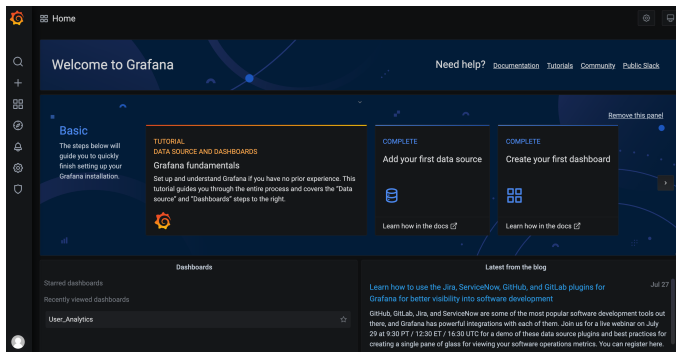 Home
Welcome to Grafana
Need help?
Documentation
Tutorials
Community
Public Slack
Remove this panel
Basic
The steps below will
guide you to quickly
finish setting up your
Grafana installation.
TUTORIAL
DATA SOURCE AND DASHBOARDS
Grafana fundamentals
Set up and understand Grafana if you have no prior experience. This
tutorial guides you through the entire process and covers the "Data
source" and "Dashboards" steps to the right.
COMPLETE
Add your first data source
Learn how in the docs
COMPLETE
Create your first dashboard
Learn how in the docs
Dashboards
Starred dashboards
Recently viewed dashboards
User_Analytics
Latest from the blog
Learn how to use the Jira, ServiceNow, GitHub, and GitLab plugins for
Grafana for better visibility into software development
Jul 27
GitHub, GitLab, Jira, and ServiceNow are some of the most popular software development tools out
there, and Grafana has powerful integrations with each of them. Join us for a live webinar on July
29 at 9:30 PT / 12:30 ET / 16:30 UTC for a demo of these data source plugins and best practices for
creating a single pane of glass for viewing your software operations metrics. You can register here.